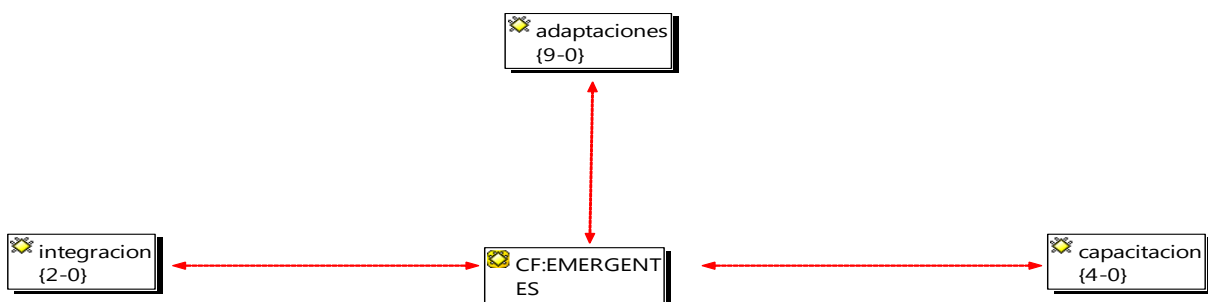 adaptaciones
{9-0}
integracion
{2-0}
CF:EMERGENT
ES
capacitacion
{4-0}